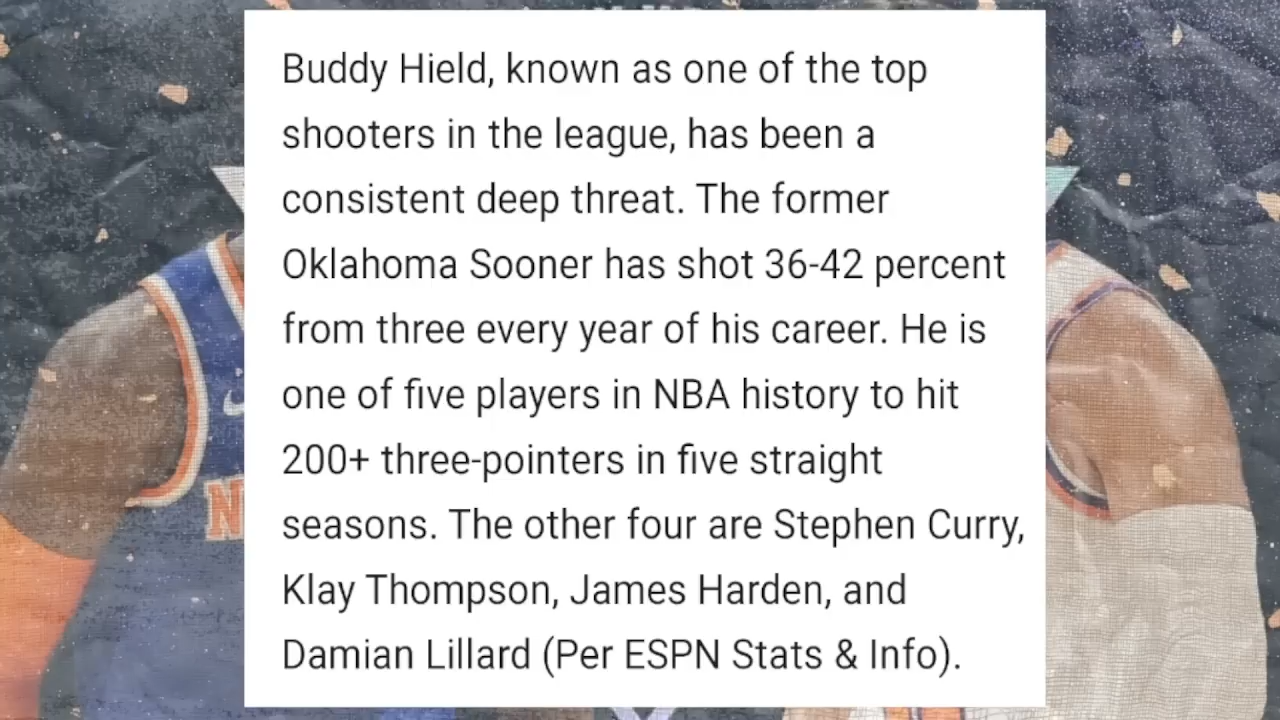 Buddy Hield, known as one of the top
shooters in the league, has been a
consistent deep threat. The former
Oklahoma Sooner has shot 36-42 percent
from three every year of his career. He is
one of five players in NBA history to hit
200+ three-pointers in five straight
seasons. The other four are Stephen Curry,
Klay Thompson, James Harden, and
Damian Lillard (Per ESPN Stats & Info).
N